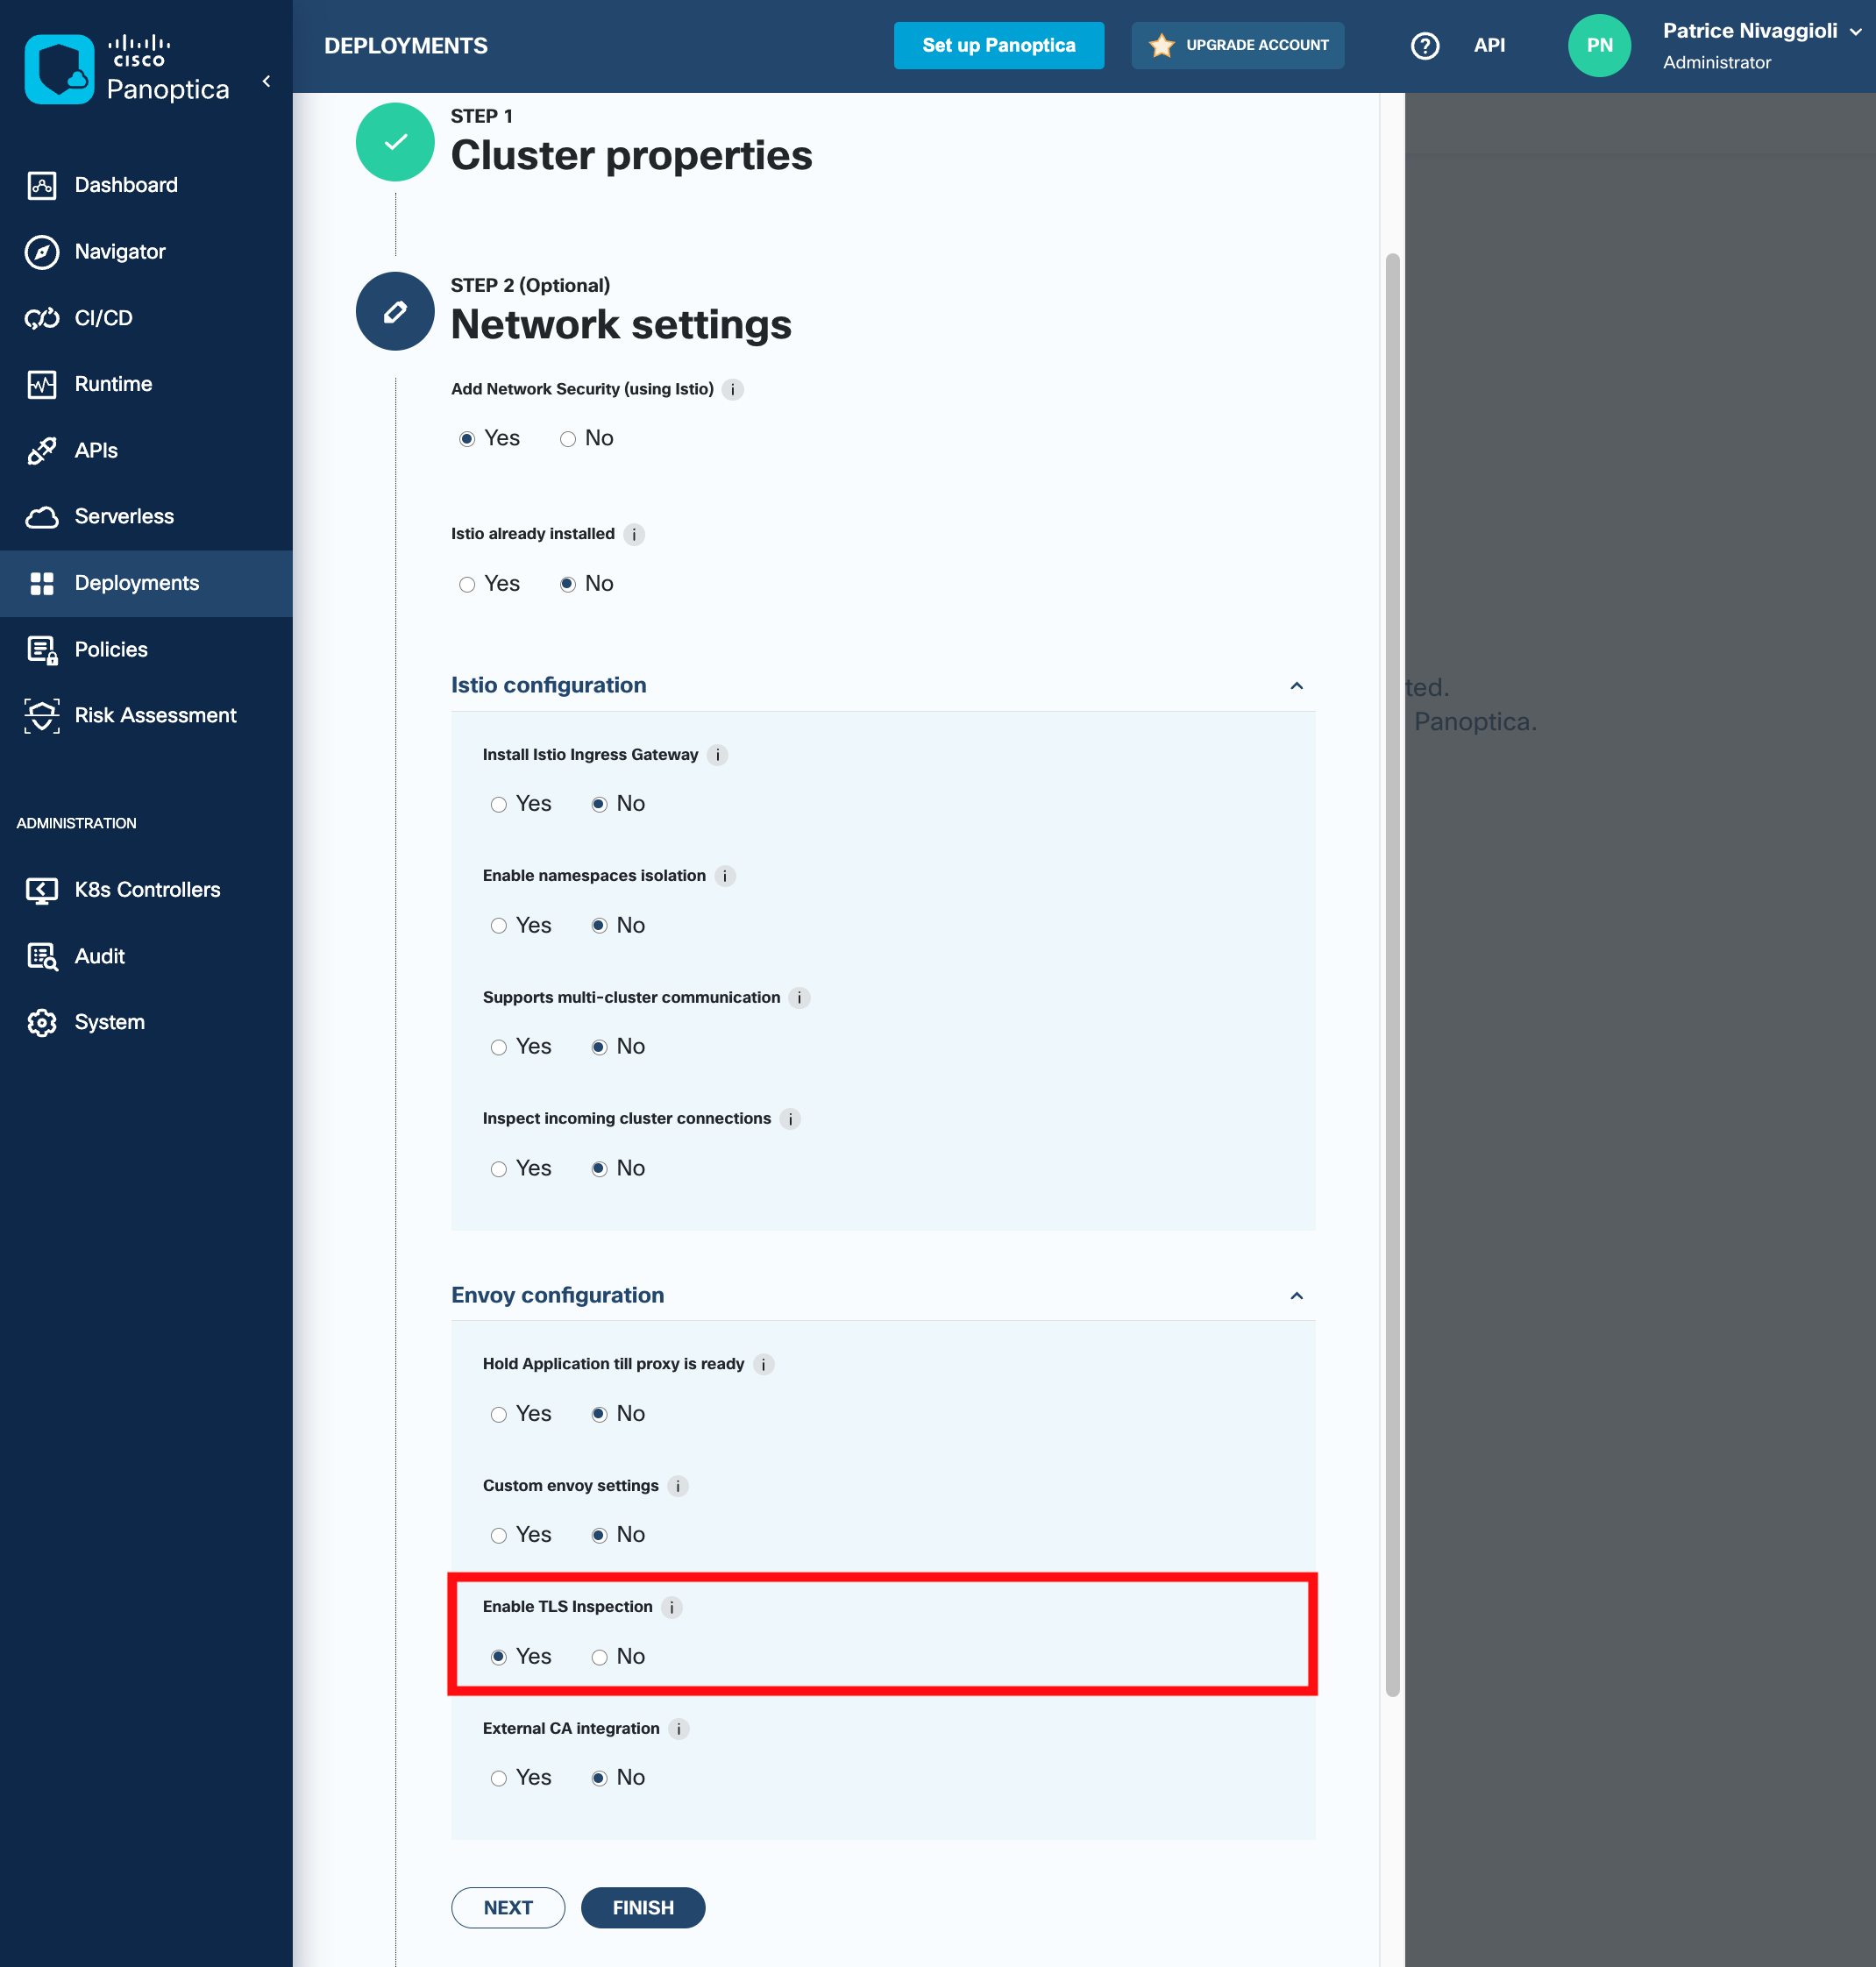 cisco
Panoptica
DEPLOYMENTS
Set up Panoptica
UPGRADE ACCOUNT
?
API
PN
Patrice Nivaggioli
Administrator
Dashboard
Navigator
CI/CD
Runtime
APIs
Serverless
Deployments
Policies
Risk Assessment
ADMINISTRATION
K8s Controllers
Audit
System
STEP 1
Cluster properties
STEP 2 (Optional)
Network settings
Add Network Security (using Istio) i
Yes No
Istio already installed i
Yes No
Istio configuration
Install Istio Ingress Gateway i
Yes No
Enable namespaces isolation i
Yes No
Supports multi-cluster communication i
Yes No
Inspect incoming cluster connections i
Yes No
Envoy configuration
Hold Application till proxy is ready i
Yes No
Custom envoy settings i
Yes No
Enable TLS Inspection i
Yes No
External CA integration i
Yes No
NEXT FINISH
ted.
Panoptica.